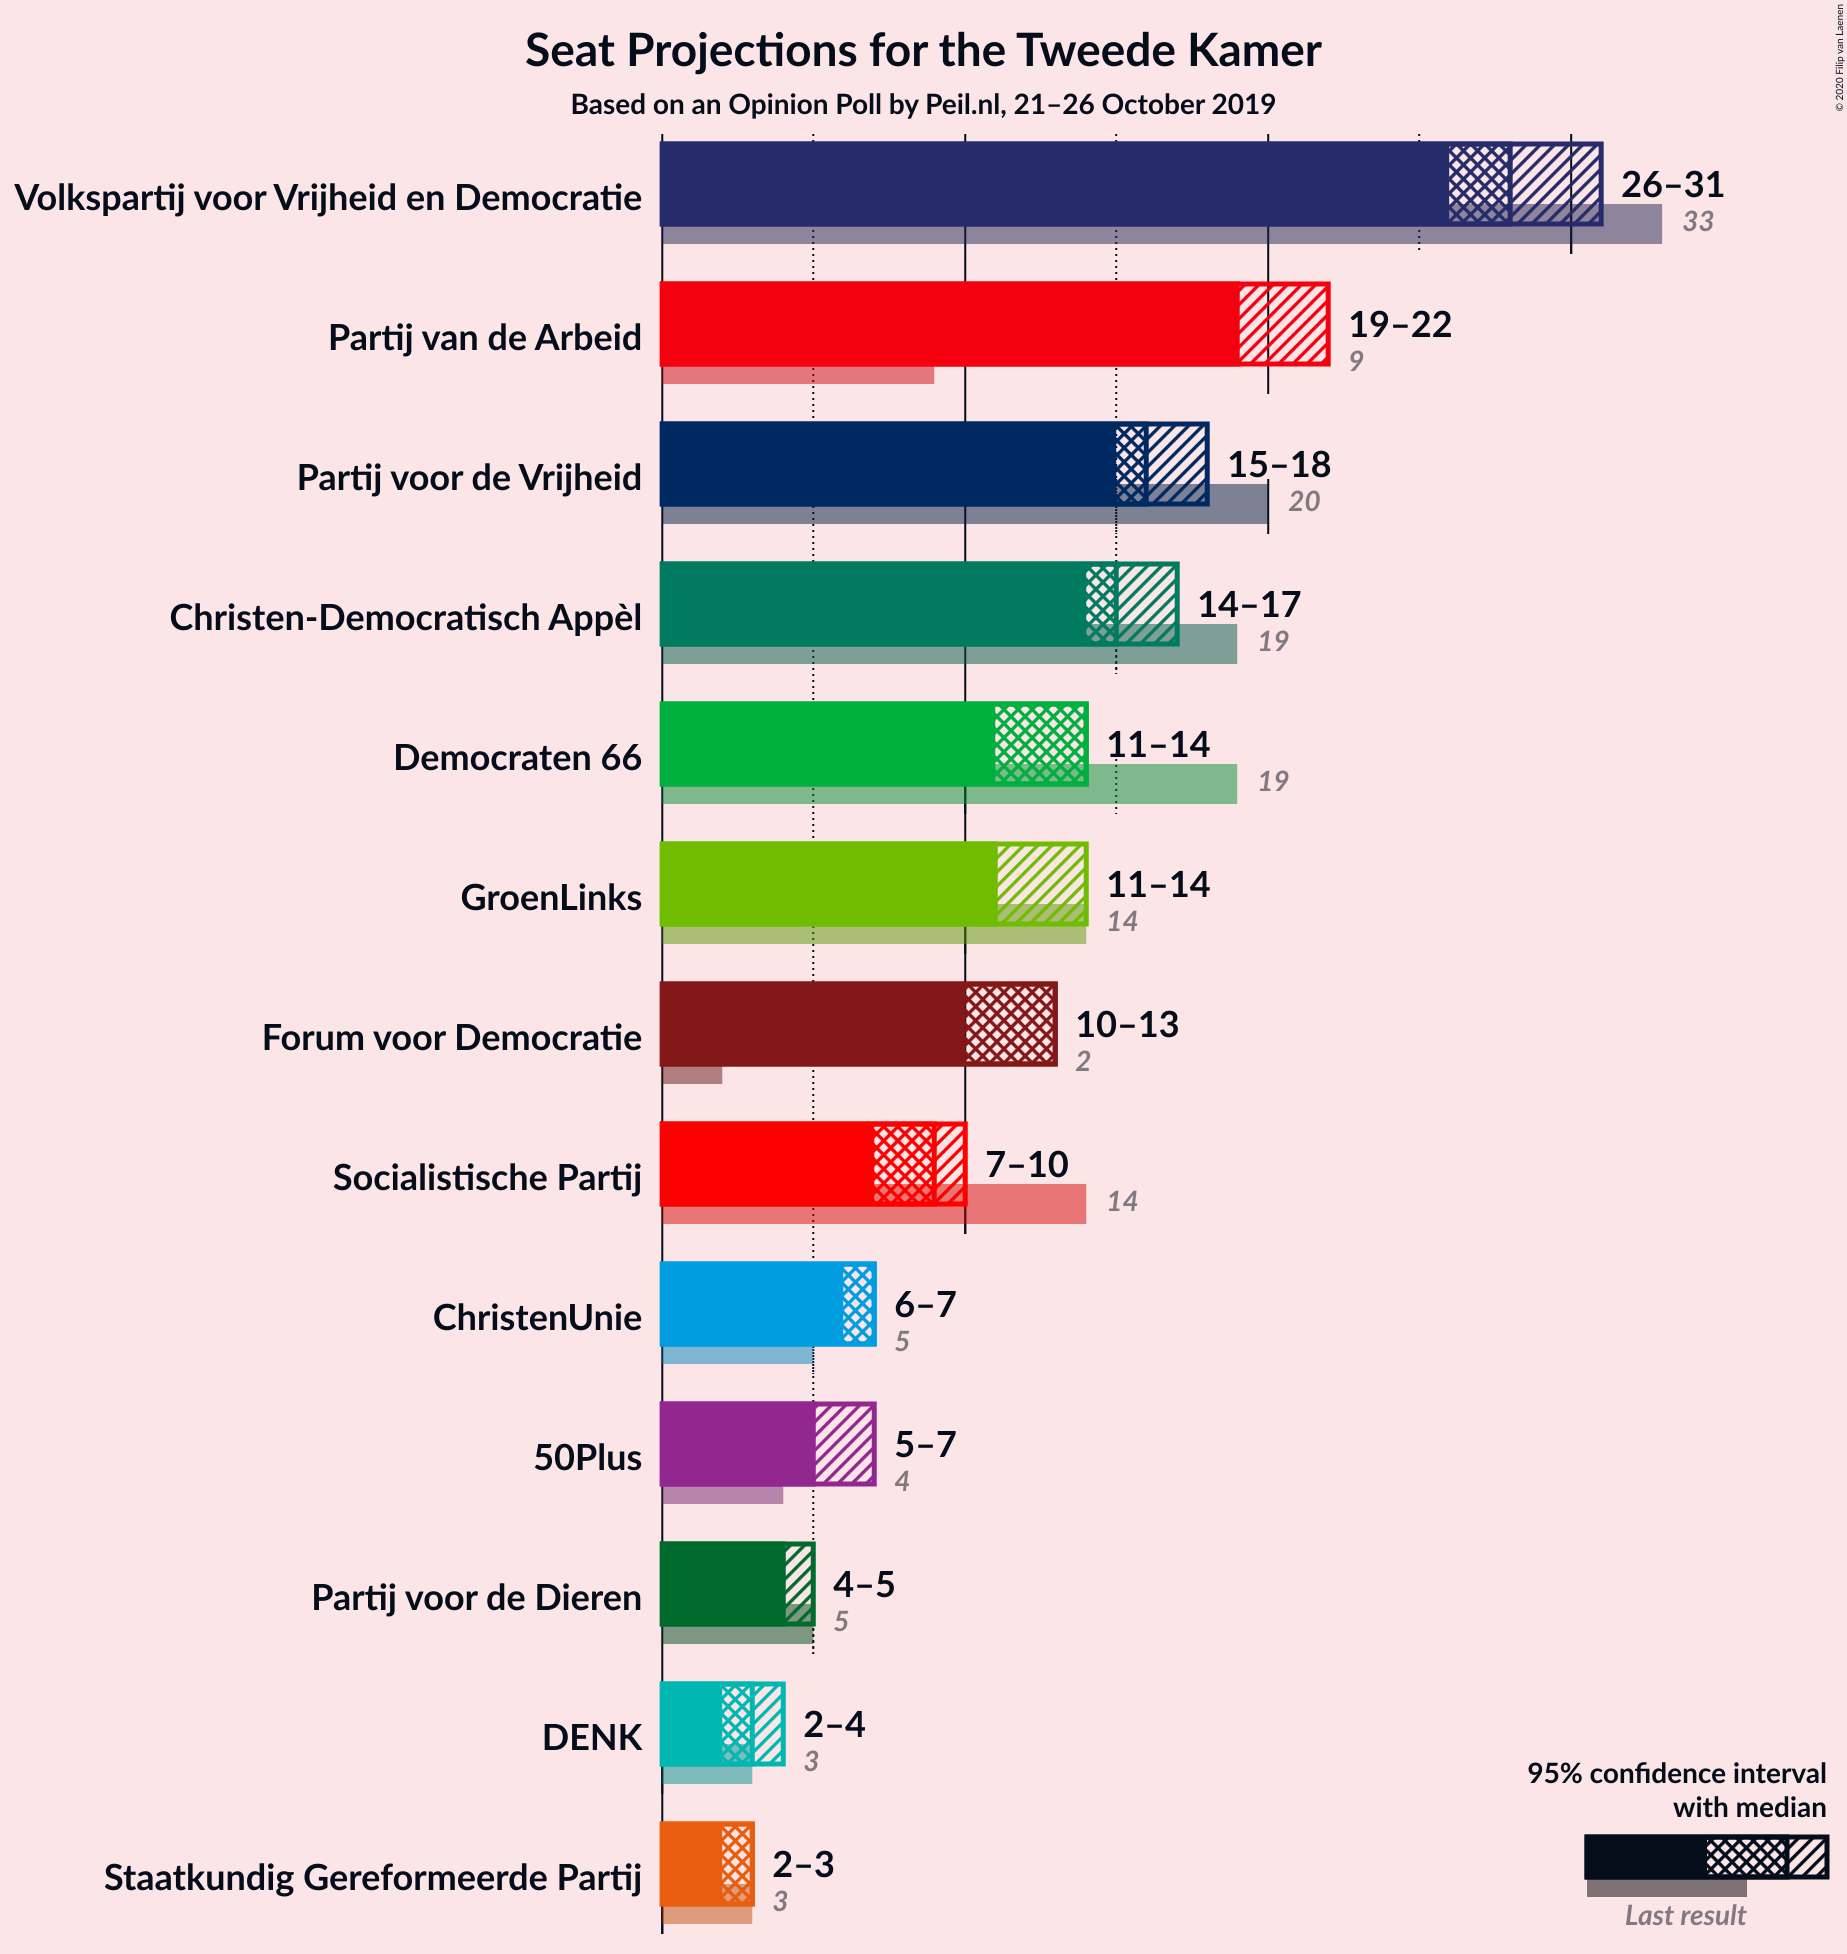 Seat Projections for the Tweede Kamer
Based on an Opinion Poll by Peil.nl, 21–26 October 2019
© 2020 Filip van Laenen
Volkspartij voor Vrijheid en Democratie
26–31
33
Partij van de Arbeid
19–22
9
Partij voor de Vrijheid
15–18
20
Christen-Democratisch Appèl
14–17
19
Democraten 66
11–14
19
GroenLinks
11–14
14
Forum voor Democratie
10–13
2
Socialistische Partij
7–10
14
ChristenUnie
6–7
5
50Plus
5–7
4
Partij voor de Dieren
4–5
5
DENK
2–4
3
Staatkundig Gereformeerde Partij
2–3
3
95% confidence interval
with median
Last result